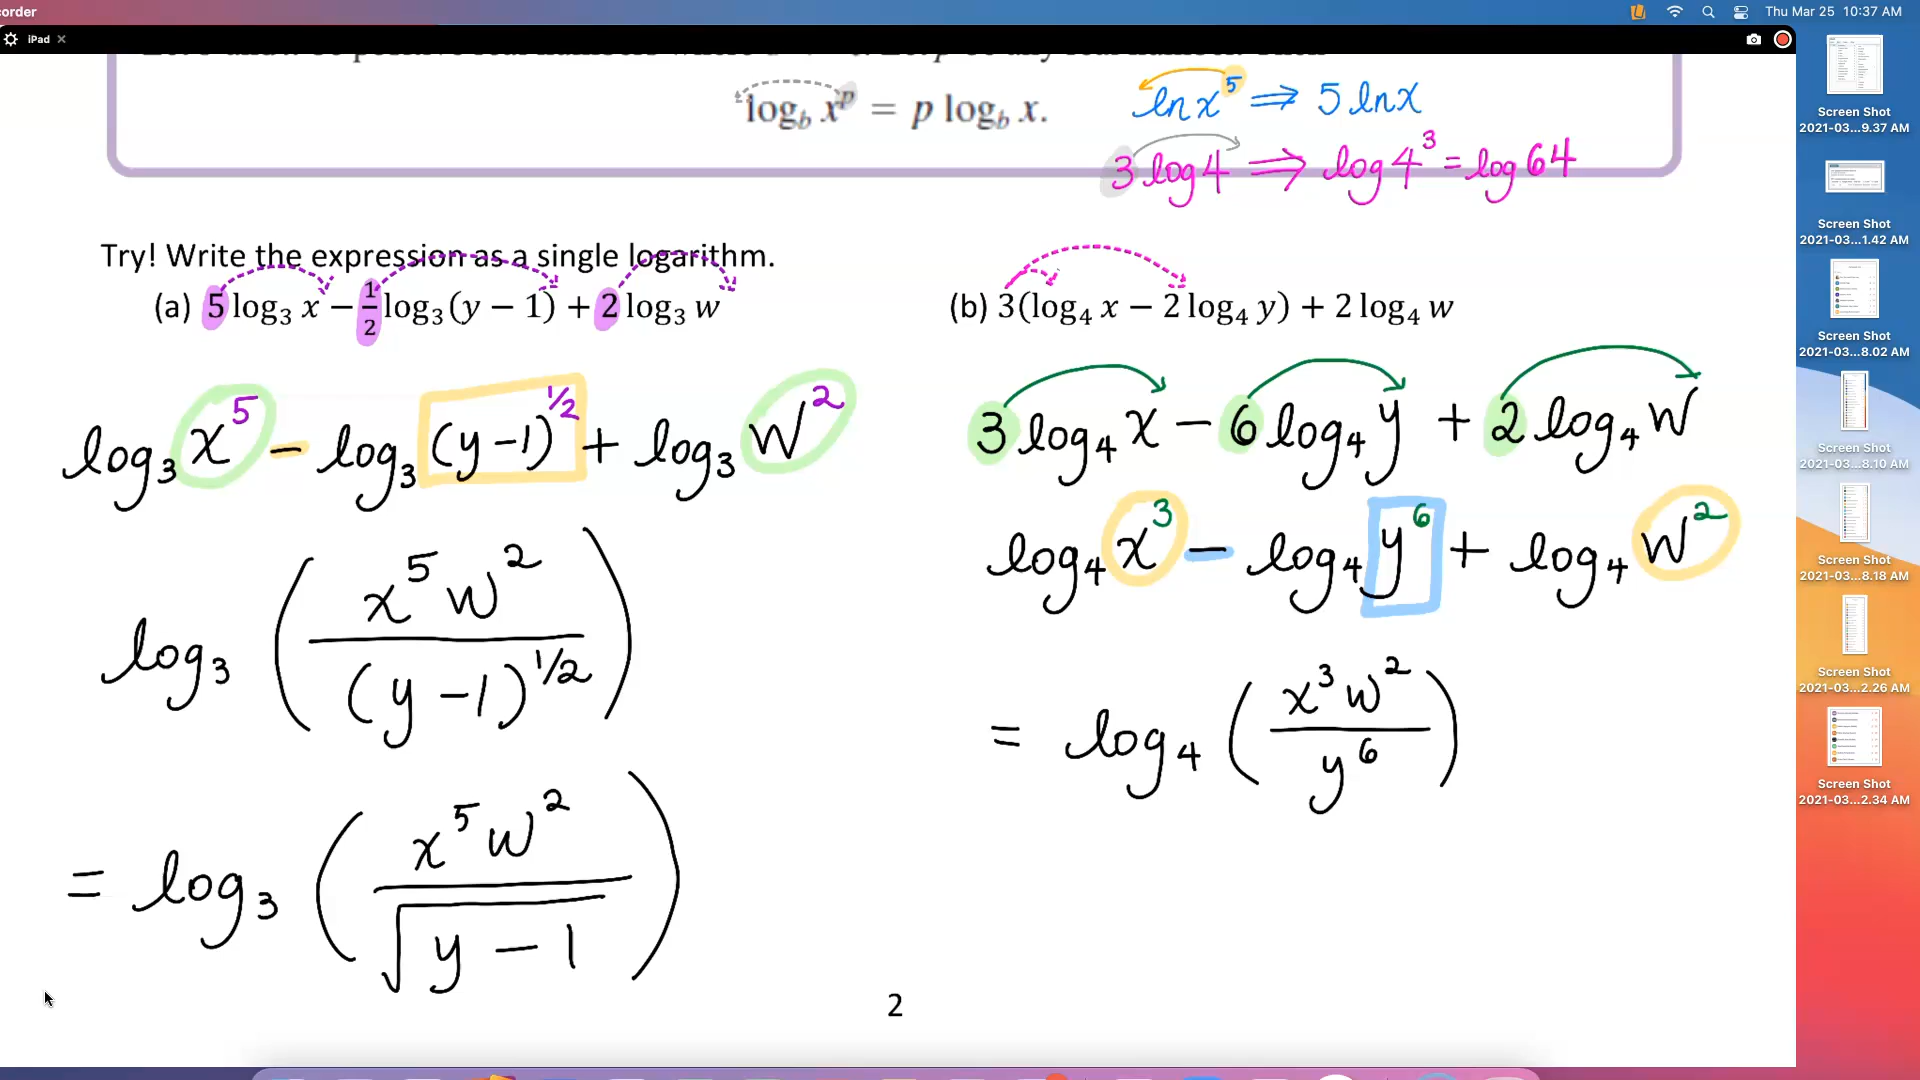 corder
Thu Mar 25 10:37 AM
iPad ×
log_b x^p = p log_b x.
ln x^5 ⟹ 5 ln x
3 log 4 ⟹ log 4^3 = log 64
Try! Write the expression as a single logarithm.
(a) 5 log_3 x − 1/2 log_3 (y − 1) + 2 log_3 w
log_3 x^5 − log_3 (y − 1)^1/2 + log_3 w^2
log_3 (x^5 w^2 / (y − 1)^1/2)
= log_3 (x^5 w^2 / √(y − 1))
(b) 3(log_4 x − 2 log_4 y) + 2 log_4 w
3 log_4 x − 6 log_4 y + 2 log_4 w
log_4 x^3 − log_4 y^6 + log_4 w^2
= log_4 (x^3 w^2 / y^6)
2
Screen Shot
2021-03...9.37 AM
Screen Shot
2021-03...1.42 AM
Screen Shot
2021-03...8.02 AM
Screen Shot
2021-03...8.10 AM
Screen Shot
2021-03...8.18 AM
Screen Shot
2021-03...2.26 AM
Screen Shot
2021-03...2.34 AM